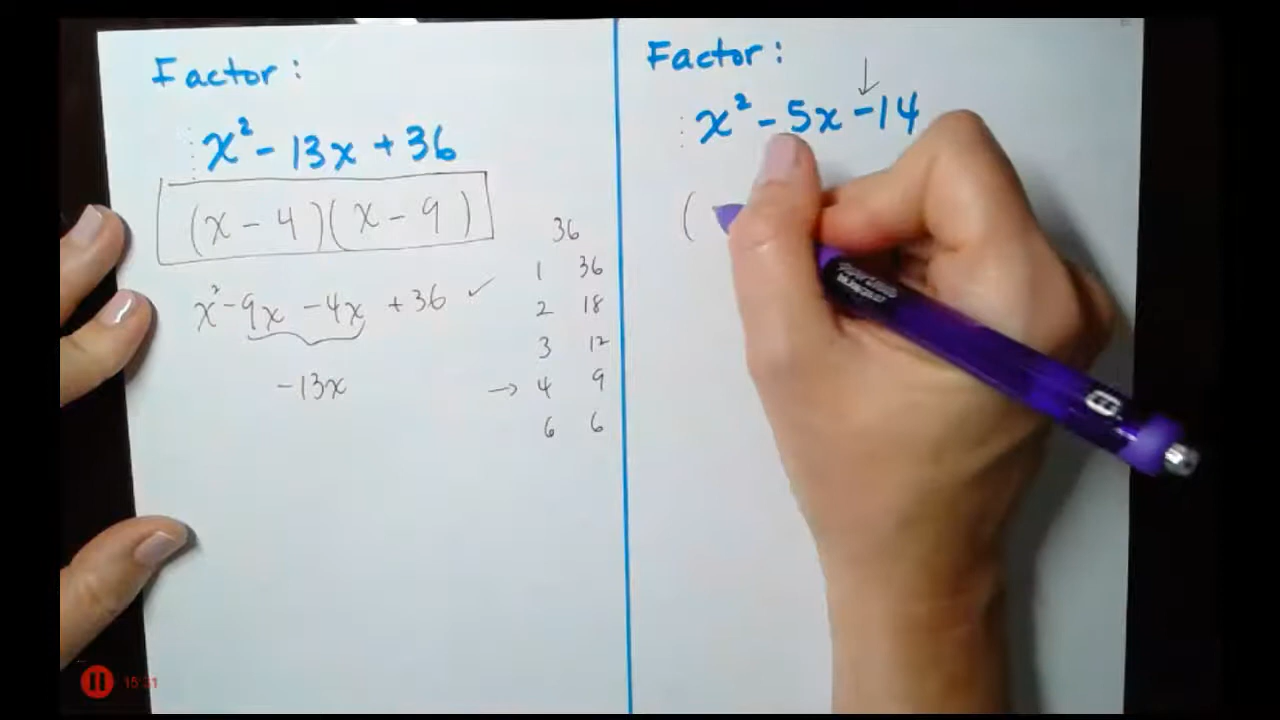 Factor:
x² - 13x + 36
(x - 4)(x - 9)
x² - 9x - 4x + 36 ✓
-13x
36
1 36
2 18
3 12
→ 4 9
6 6
Factor:
x² - 5x - 14
(